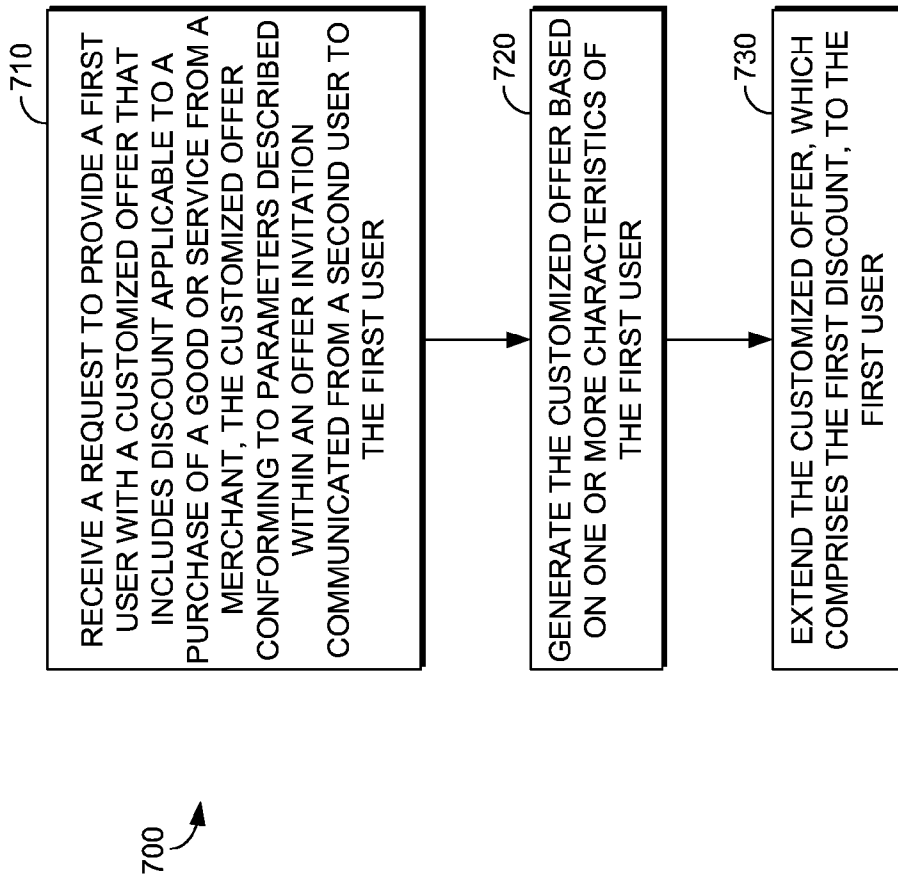 700
710
RECEIVE A REQUEST TO PROVIDE A FIRST
USER WITH A CUSTOMIZED OFFER THAT
INCLUDES DISCOUNT APPLICABLE TO A
PURCHASE OF A GOOD OR SERVICE FROM A
MERCHANT, THE CUSTOMIZED OFFER
CONFORMING TO PARAMETERS DESCRIBED
WITHIN AN OFFER INVITATION
COMMUNICATED FROM A SECOND USER TO
THE FIRST USER
720
GENERATE THE CUSTOMIZED OFFER BASED
ON ONE OR MORE CHARACTERISTICS OF
THE FIRST USER
730
EXTEND THE CUSTOMIZED OFFER, WHICH
COMPRISES THE FIRST DISCOUNT, TO THE
FIRST USER